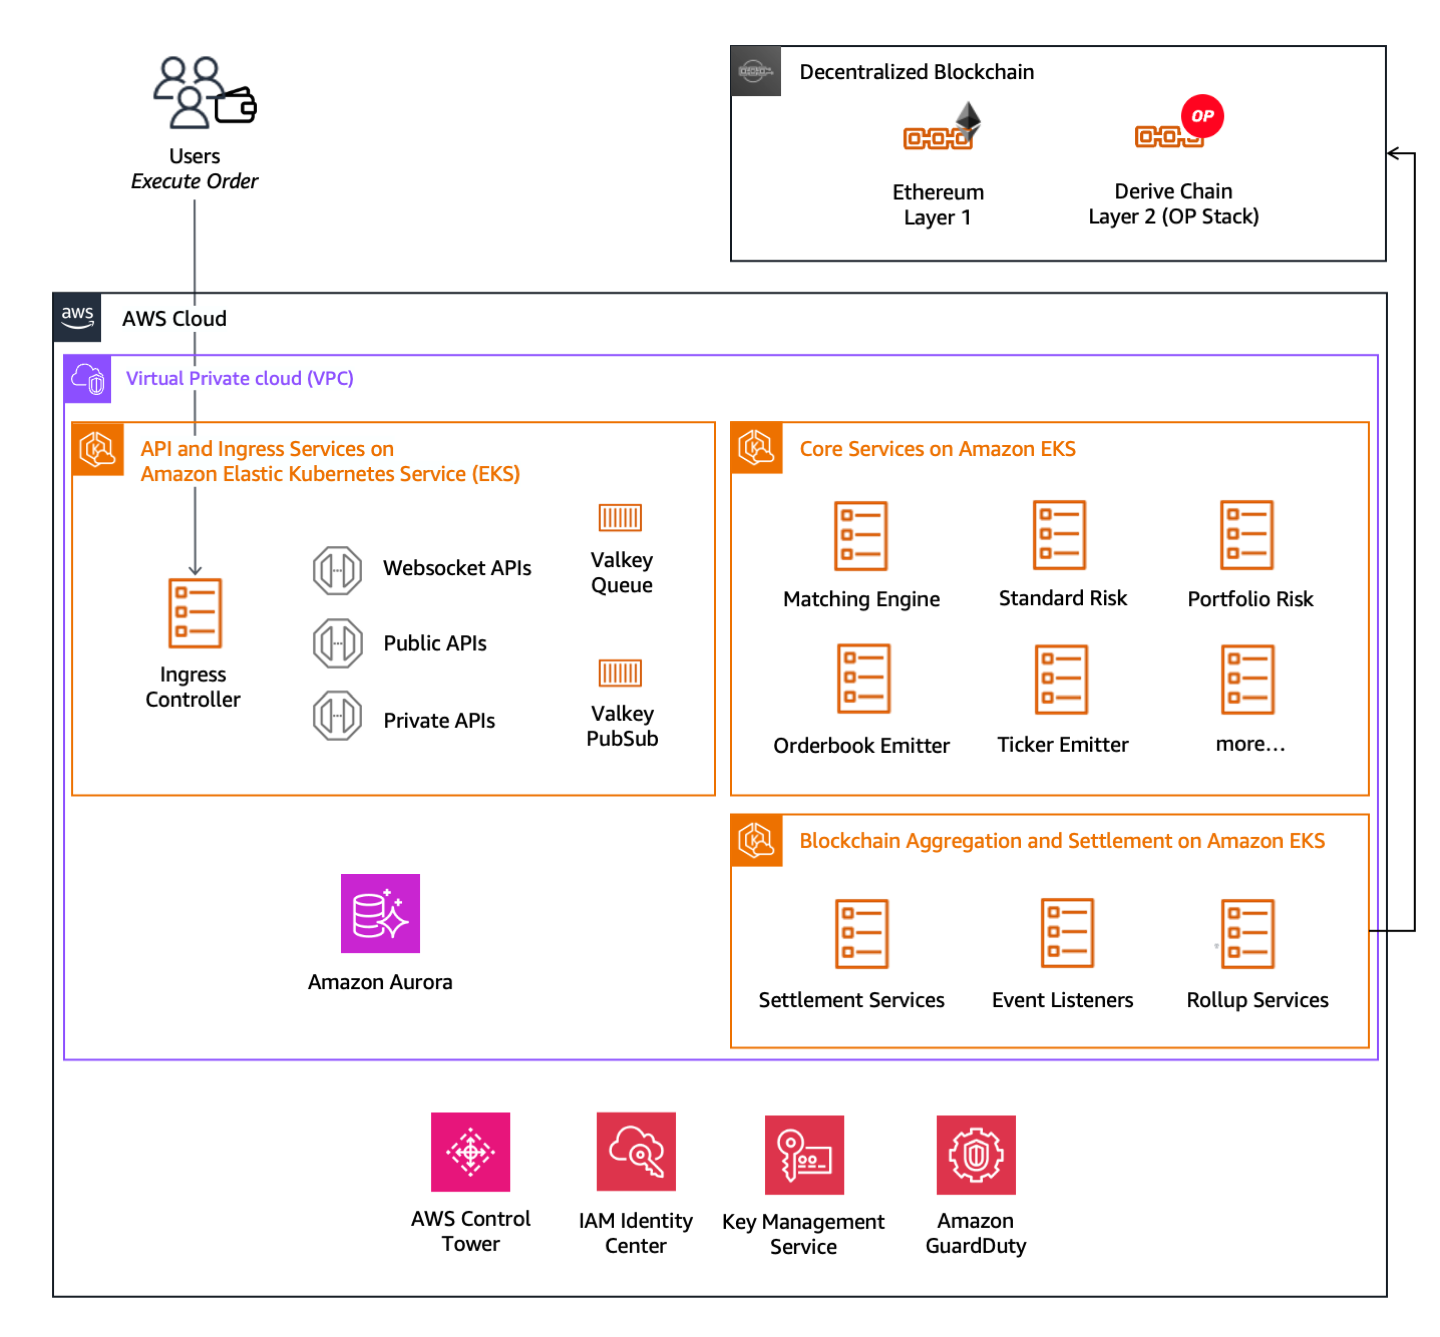 Users
Execute Order
Decentralized Blockchain
OP
Ethereum
Layer 1
Derive Chain
Layer 2 (OP Stack)
aws
AWS Cloud
Virtual Private cloud (VPC)
API and Ingress Services on
Amazon Elastic Kubernetes Service (EKS)
Ingress
Controller
Websocket APIs
Public APIs
Private APIs
Valkey
Queue
Valkey
PubSub
Core Services on Amazon EKS
Matching Engine
Standard Risk
Portfolio Risk
Orderbook Emitter
Ticker Emitter
more...
Blockchain Aggregation and Settlement on Amazon EKS
Settlement Services
Event Listeners
Rollup Services
Amazon Aurora
AWS Control
Tower
IAM Identity
Center
Key Management
Service
Amazon
GuardDuty